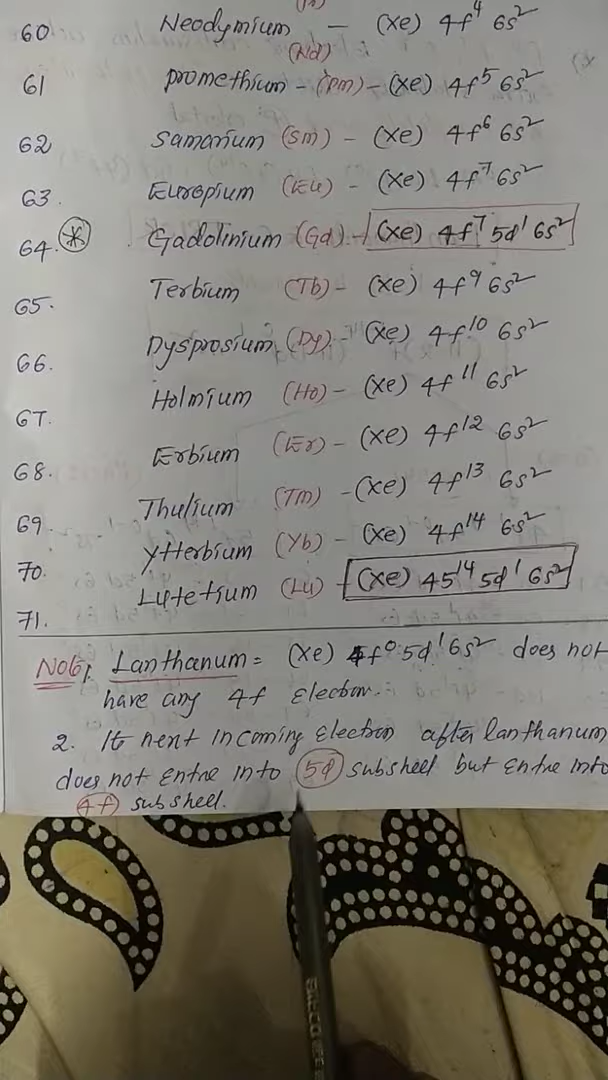 60 Neodymium (Nd) – (Xe) 4f⁴ 6s²
61 promethium – (Pm) – (Xe) 4f⁵ 6s²
62 Samarium (Sm) – (Xe) 4f⁶ 6s²
63. Europium (Eu) – (Xe) 4f⁷ 6s²
64. * Gadolinium (Gd) – (Xe) 4f⁷ 5d¹ 6s²
65. Terbium (Tb) – (Xe) 4f⁹ 6s²
66. Dysprosium (Dy) – (Xe) 4f¹⁰ 6s²
67. Holmium (Ho) – (Xe) 4f¹¹ 6s²
68. Erbium (Er) – (Xe) 4f¹² 6s²
69. Thulium (Tm) – (Xe) 4f¹³ 6s²
70. Ytterbium (Yb) – (Xe) 4f¹⁴ 6s²
71. Lutetium (Lu) – (Xe) 45¹⁴ 5d¹ 6s²
Lanthanum = (Xe) 4f⁰ 5d¹ 6s² does not
have any 4f electron.
2. Its next incoming electron after lanthanum
does not entre into 5d subshell but entre into
4f subshell.